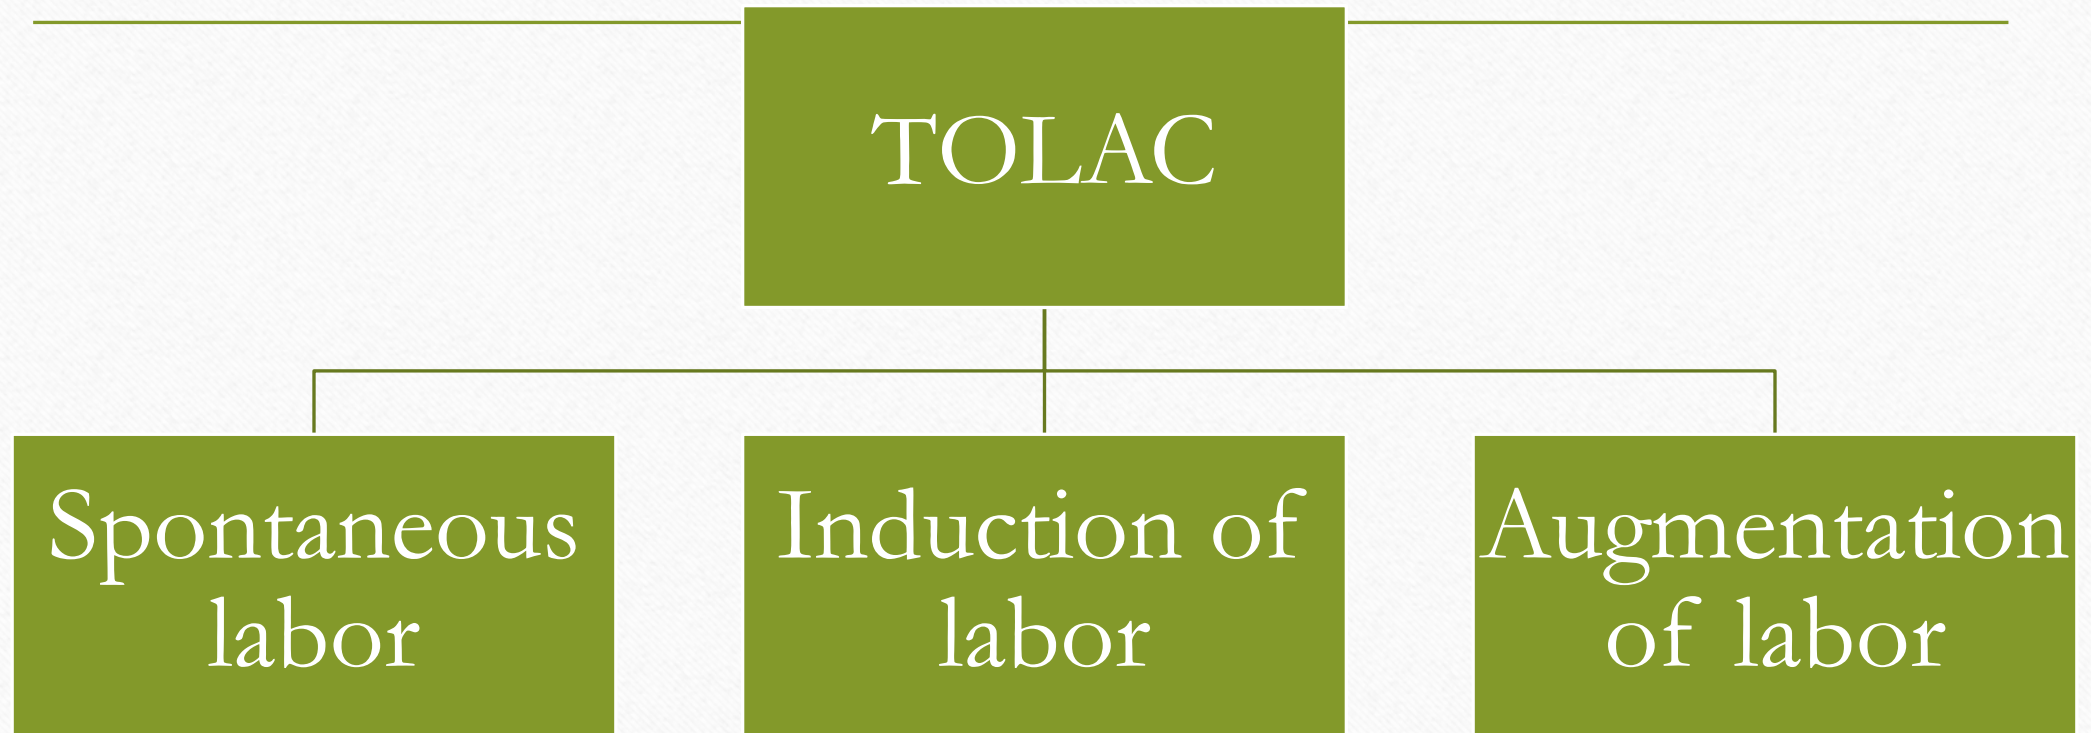 TOLAC
Spontaneous
labor
Induction of
labor
Augmentation
of labor